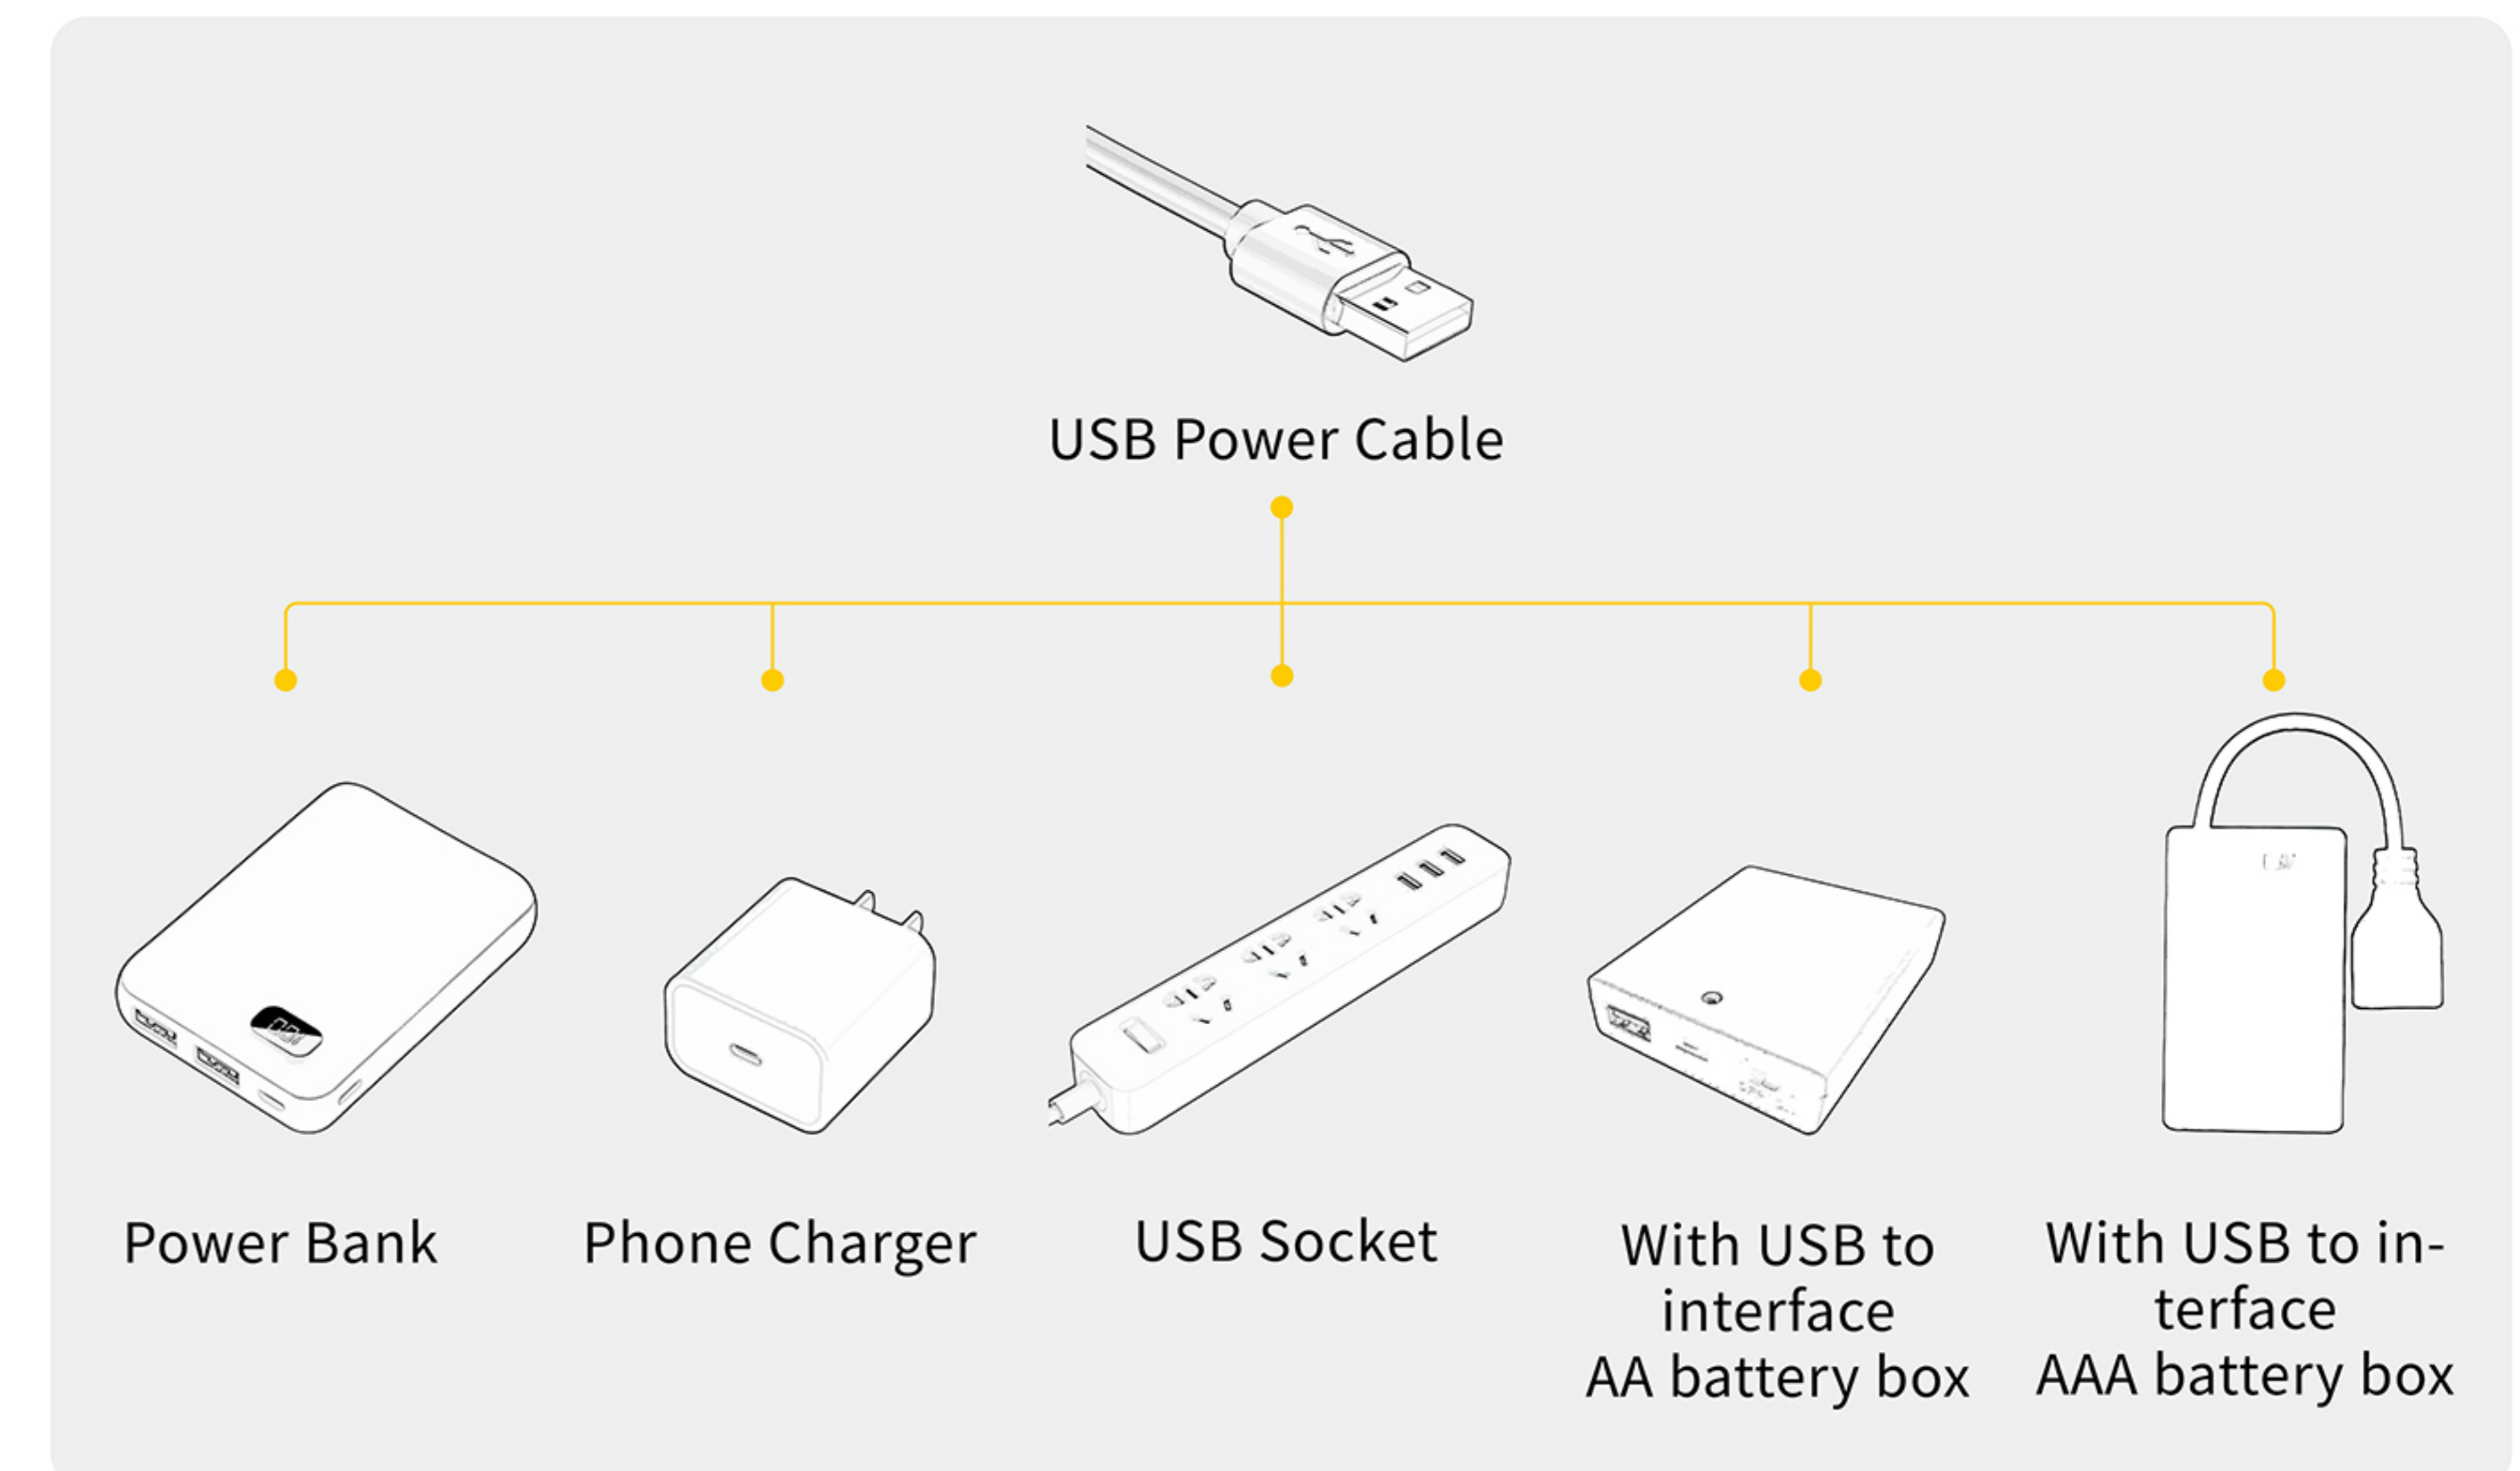 USB Power Cable
Power Bank
Phone Charger
USB Socket
With USB to
interface
AA battery box
With USB to in-
terface
AAA battery box